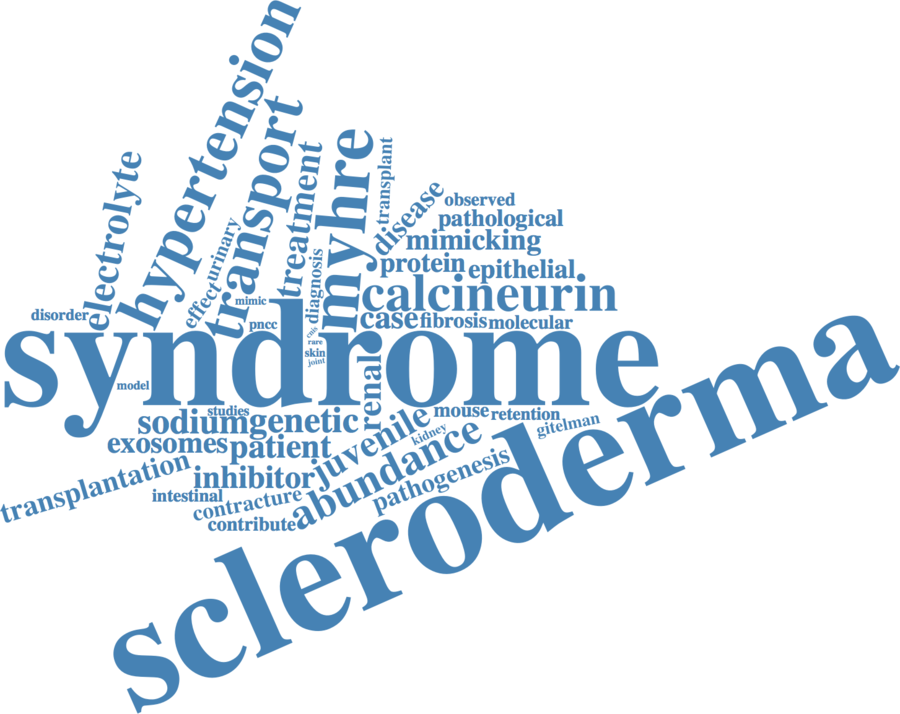 hypertension
transport
electrolyte
treatment
myhre
transplant
disease
observed
pathological
mimicking
urinary
effect
diagnosis
protein
epithelial
mimic
calcineurin
disorder
pncc
case
fibrosis
molecular
cnis
rare
skin
joint
syndrome
model
renal
studies
sodium
genetic
juvenile
mouse
retention
gitelman
kidney
exosomes
patient
abundance
inhibitor
pathogenesis
transplantation
intestinal
contracture
contribute
scleroderma